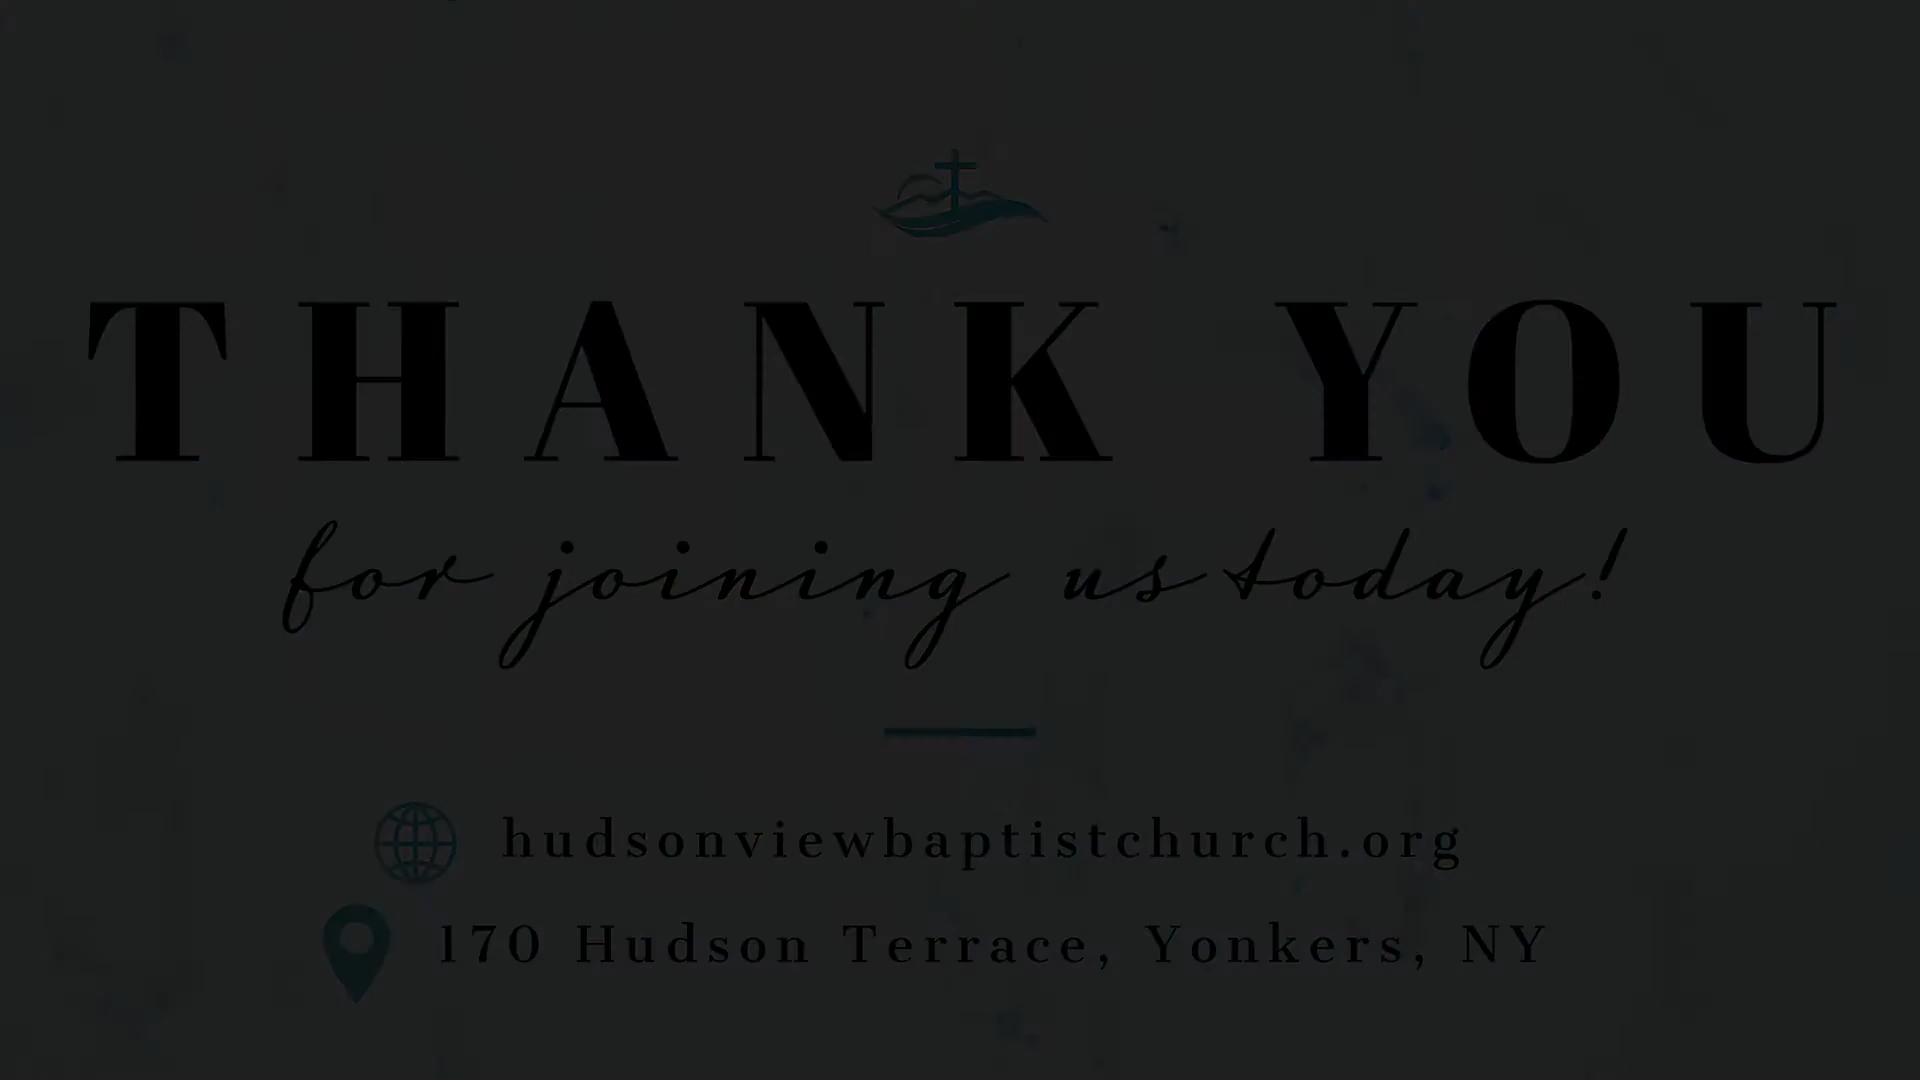 THANK YOU
for joining us today!
hudsonviewbaptistchurch.org
170 Hudson Terrace, Yonkers, NY